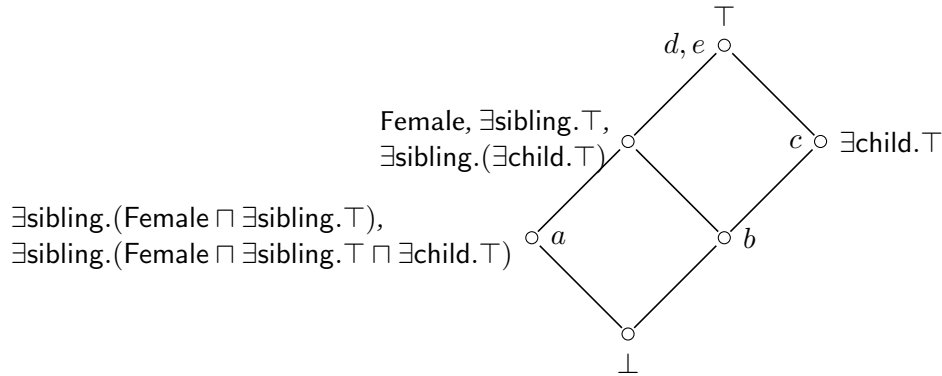 ⊤
d, e
Female, ∃sibling.⊤,
∃sibling.(∃child.⊤)
c ∃child.⊤
∃sibling.(Female ⊓ ∃sibling.⊤),
∃sibling.(Female ⊓ ∃sibling.⊤ ⊓ ∃child.⊤)
a
b
⊥